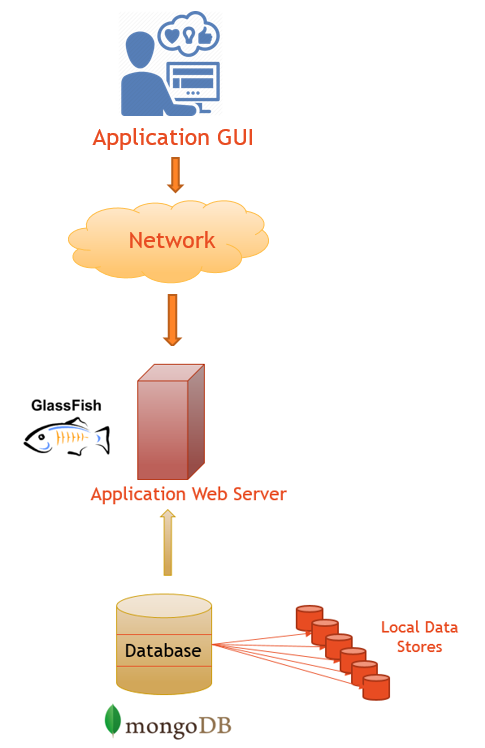 Application GUI
Network
GlassFish
Application Web Server
Database
Local Data
Stores
mongoDB